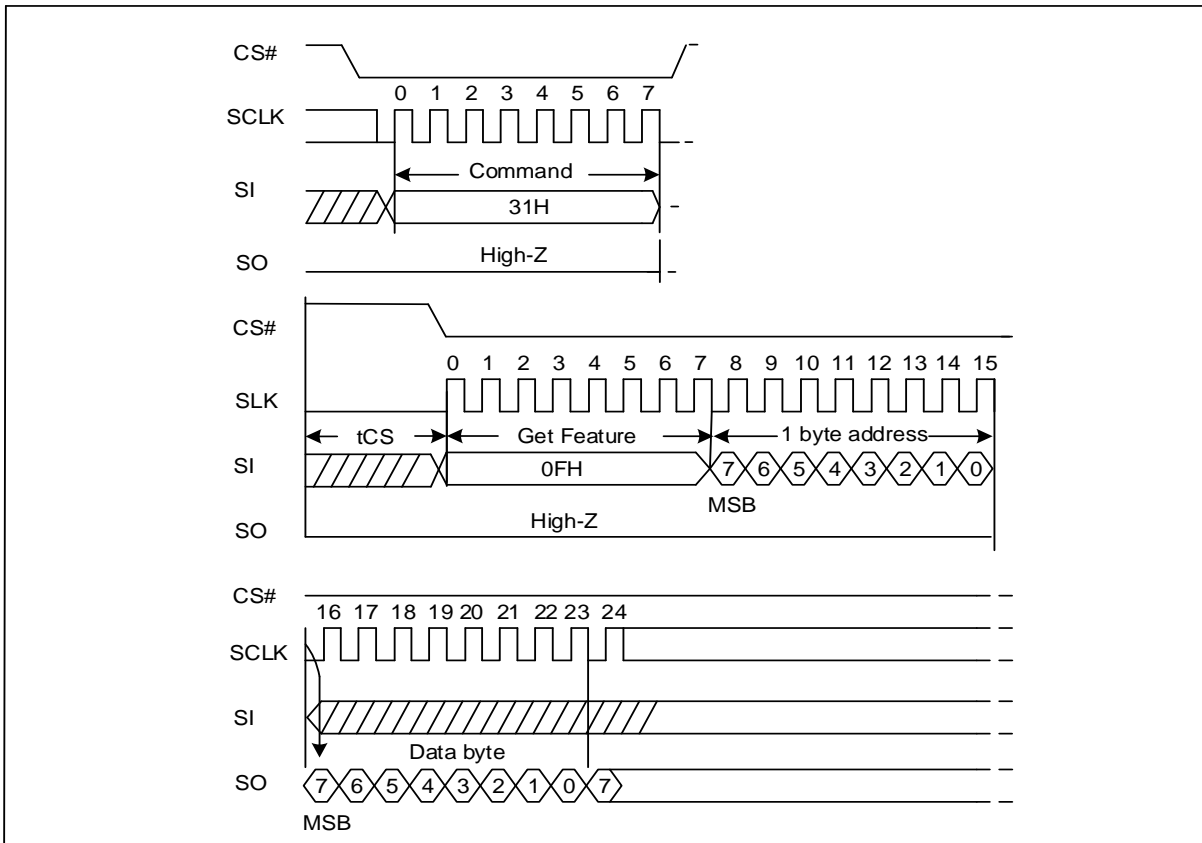 CS#
0 1 2 3 4 5 6 7
SCLK
Command
SI
31H
High-Z
SO
CS#
0 1 2 3 4 5 6 7 8 9 10 11 12 13 14 15
SLK
tCS Get Feature 1 byte address
SI
0FH 7 6 5 4 3 2 1 0
MSB
High-Z
SO
CS#
16 17 18 19 20 21 22 23 24
SCLK
SI
Data byte
SO 7 6 5 4 3 2 1 0 7
MSB